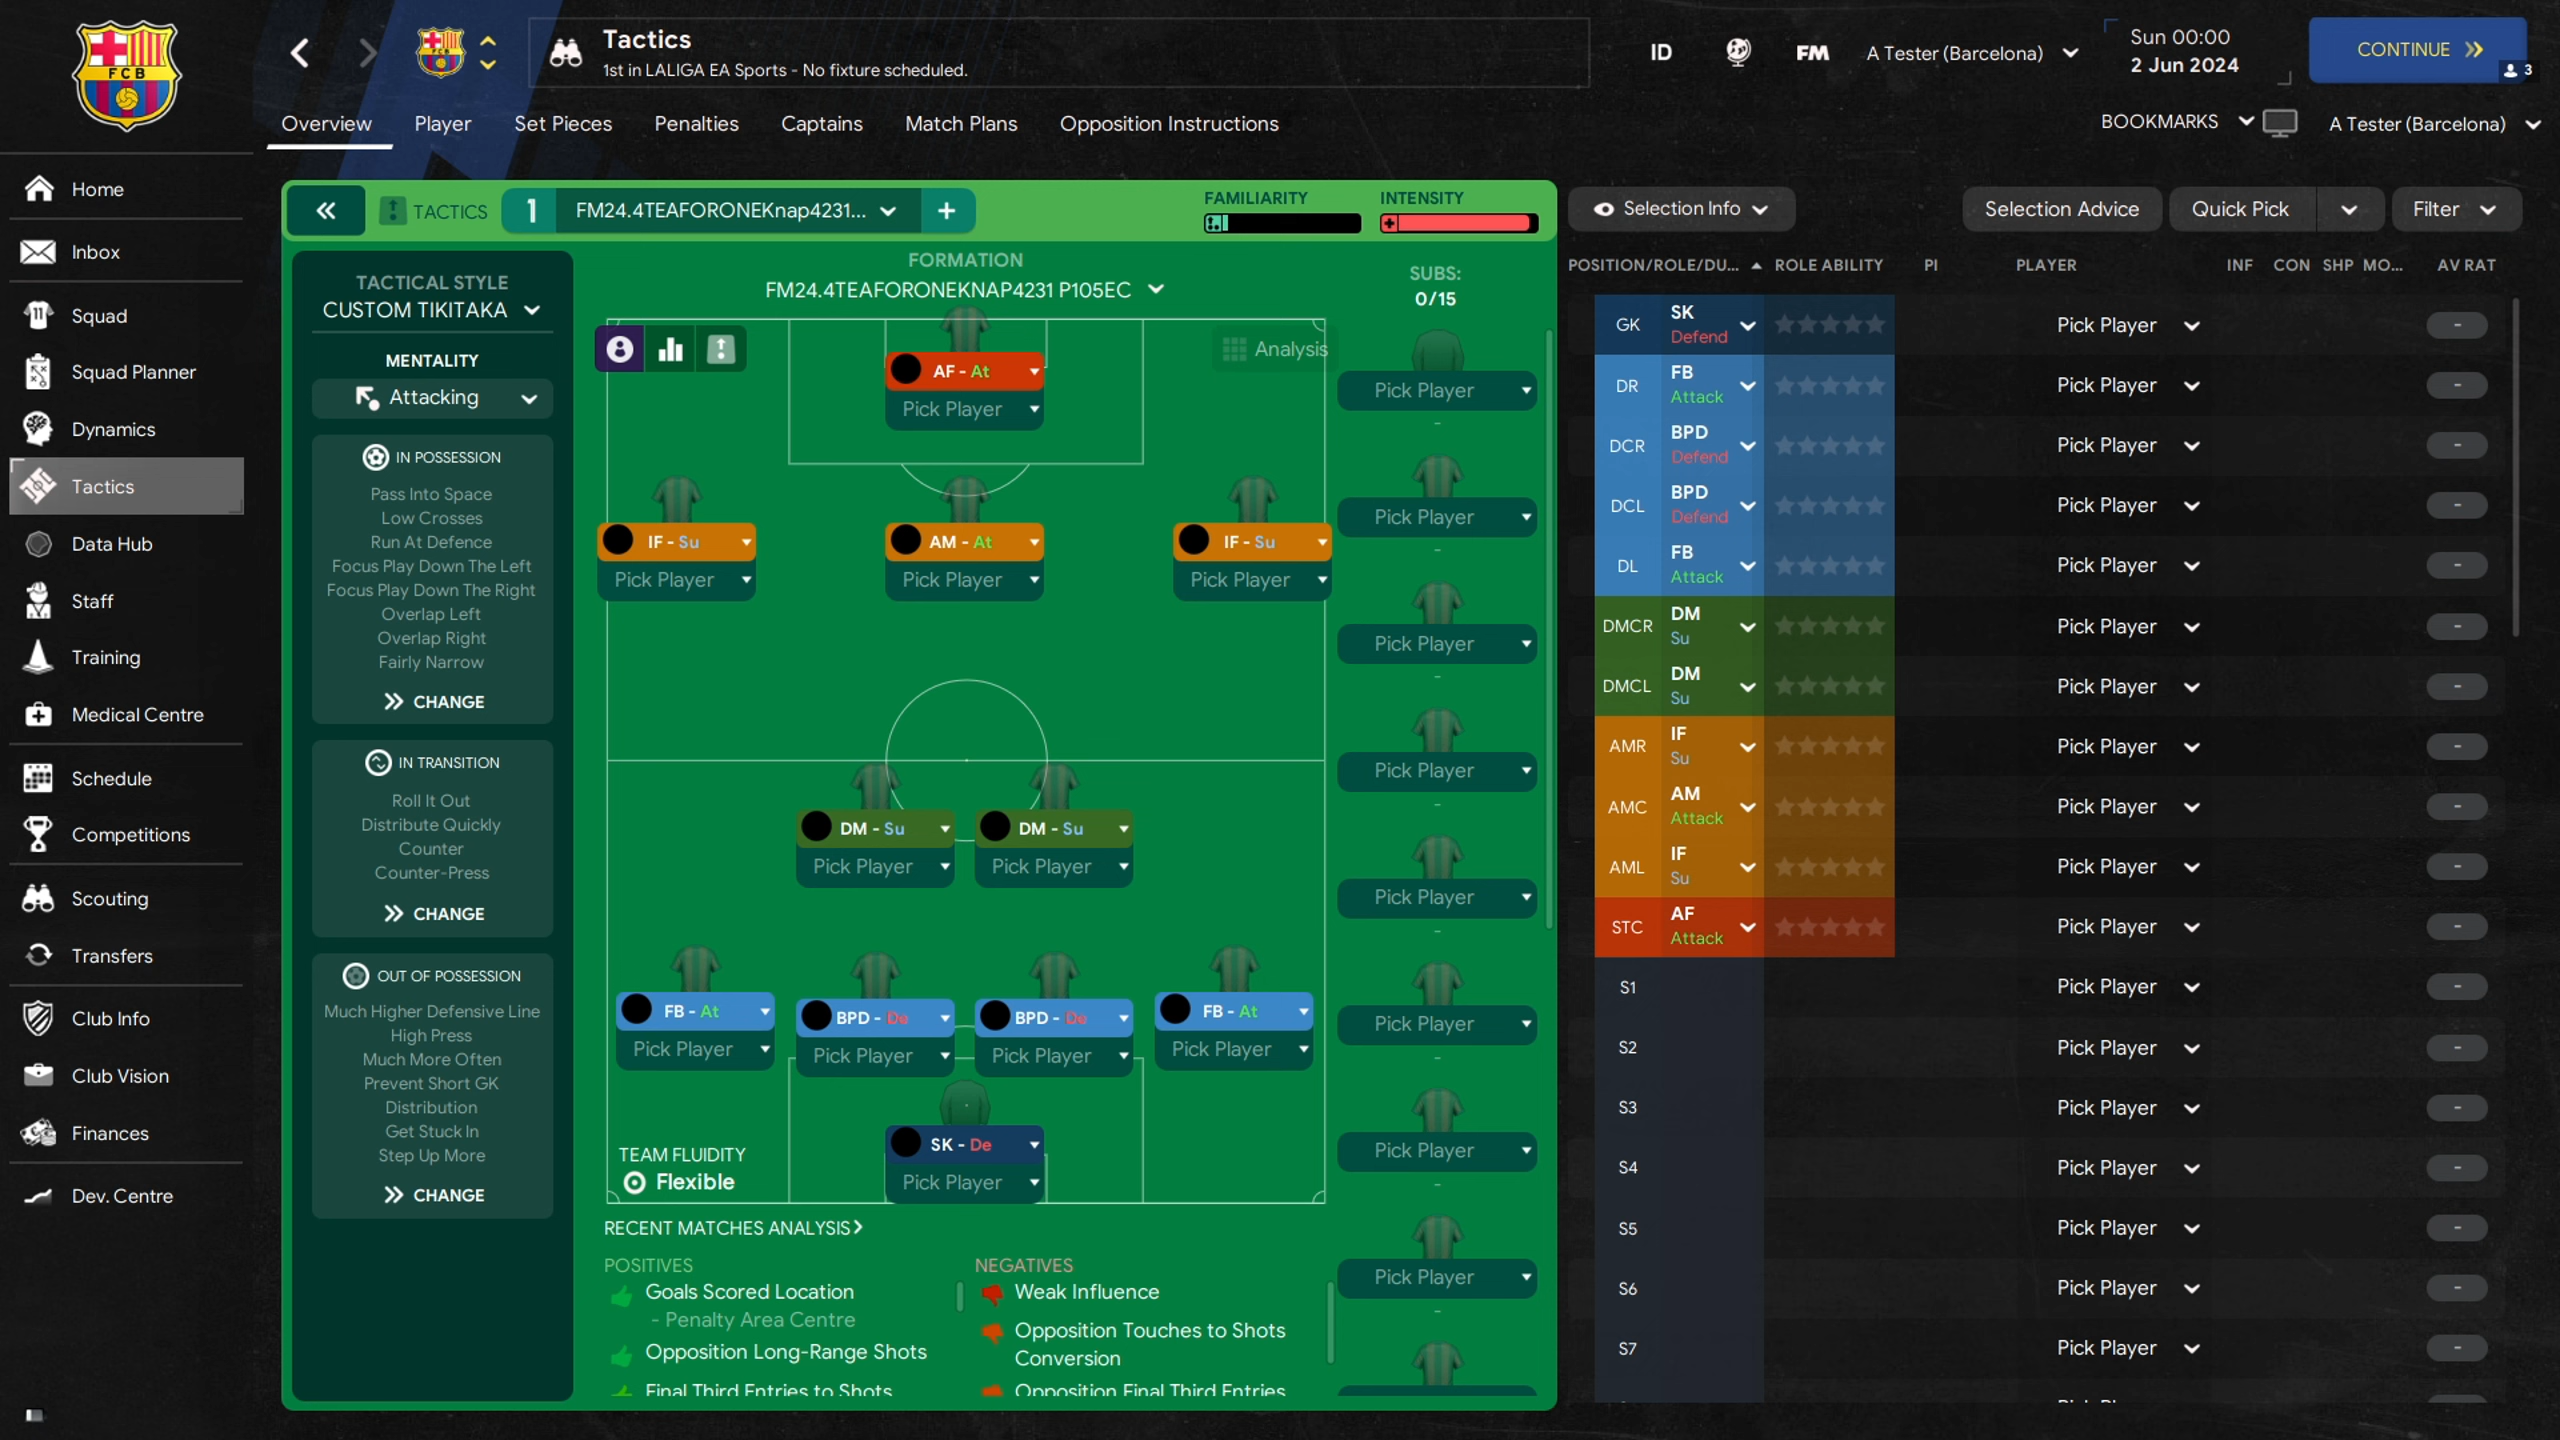 FCB
FCB
Tactics
1st in LALIGA EA Sports - No fixture scheduled.
ID
FM
A Tester (Barcelona)
Sun 00:00
2 Jun 2024
CONTINUE
3
Overview
Player
Set Pieces
Penalties
Captains
Match Plans
Opposition Instructions
BOOKMARKS
A Tester (Barcelona)
Home
Inbox
11
Squad
Squad Planner
Dynamics
Tactics
Data Hub
Staff
Training
Medical Centre
Schedule
Competitions
Scouting
Transfers
Club Info
Club Vision
Finances
Dev. Centre
TACTICS
1
FM24.4TEAFORONEKnap4231...
FAMILIARITY
INTENSITY
TACTICAL STYLE
CUSTOM TIKITAKA
MENTALITY
Attacking
IN POSSESSION
Pass Into Space
Low Crosses
Run At Defence
Focus Play Down The Left
Focus Play Down The Right
Overlap Left
Overlap Right
Fairly Narrow
CHANGE
IN TRANSITION
Roll It Out
Distribute Quickly
Counter
Counter-Press
CHANGE
OUT OF POSSESSION
Much Higher Defensive Line
High Press
Much More Often
Prevent Short GK
Distribution
Get Stuck In
Step Up More
CHANGE
FORMATION
FM24.4TEAFORONEKNAP4231 P105EC
SUBS:
0/15
Analysis
AF - At
Pick Player
IF - Su
Pick Player
AM - At
Pick Player
IF - Su
Pick Player
DM - Su
Pick Player
DM - Su
Pick Player
FB - At
Pick Player
BPD - De
Pick Player
BPD - De
Pick Player
FB - At
Pick Player
SK - De
Pick Player
TEAM FLUIDITY
Flexible
Pick Player
-
Pick Player
-
Pick Player
-
Pick Player
-
Pick Player
-
Pick Player
-
Pick Player
-
Pick Player
-
RECENT MATCHES ANALYSIS
POSITIVES
Goals Scored Location
- Penalty Area Centre
Opposition Long-Range Shots
Final Third Entries to Shots
NEGATIVES
Weak Influence
Opposition Touches to Shots
Conversion
Opposition Final Third Entries
Selection Info
Selection Advice
Quick Pick
Filter
POSITION/ROLE/DU... ROLE ABILITY PI PLAYER INF CON SHP MO... AV RAT
GK SK Defend Pick Player -
DR FB Attack Pick Player -
DCR BPD Defend Pick Player -
DCL BPD Defend Pick Player -
DL FB Attack Pick Player -
DMCR DM Su Pick Player -
DMCL DM Su Pick Player -
AMR IF Su Pick Player -
AMC AM Attack Pick Player -
AML IF Su Pick Player -
STC AF Attack Pick Player -
S1 Pick Player -
S2 Pick Player -
S3 Pick Player -
S4 Pick Player -
S5 Pick Player -
S6 Pick Player -
S7 Pick Player -